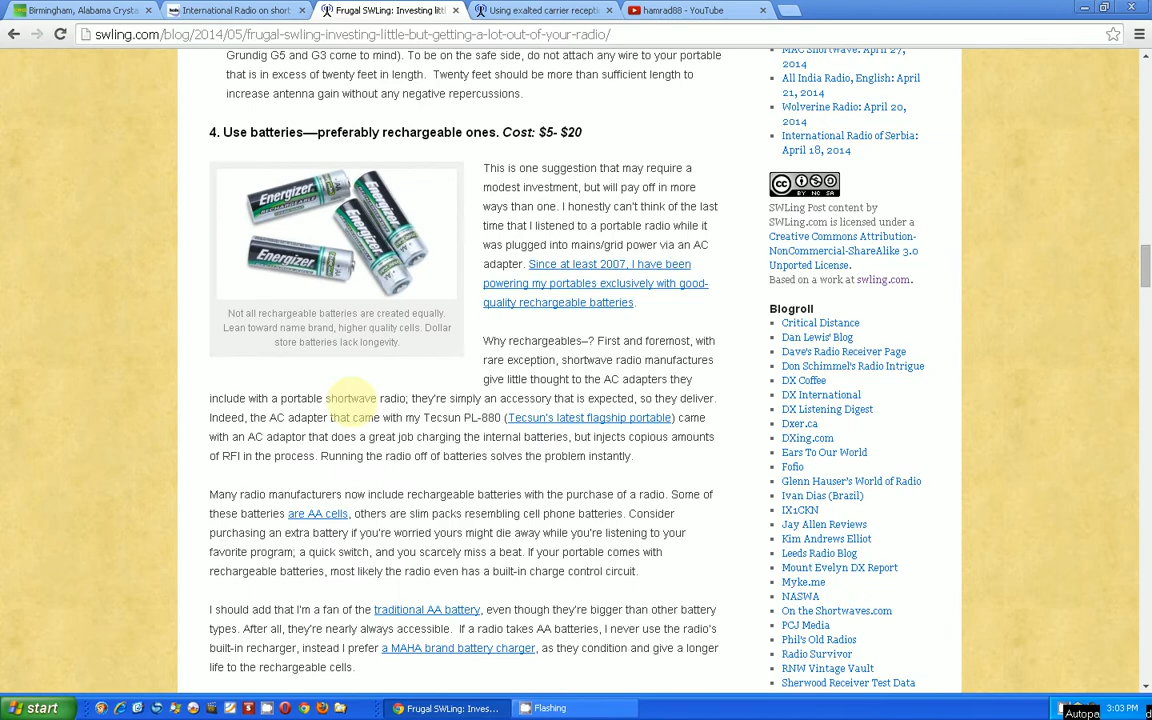 Birmingham, Alabama Crysta
International Radio on short
Frugal SWLing: Investing litt
Using exalted carrier recepti
hamrad88 - YouTube
swling.com/blog/2014/05/frugal-swling-investing-little-but-getting-a-lot-out-of-your-radio/
Grundig G5 and G3 come to mind). To be on the safe side, do not attach any wire to your portable
that is in excess of twenty feet in length.  Twenty feet should be more than sufficient length to
increase antenna gain without any negative repercussions.
4. Use batteries—preferably rechargeable ones. Cost: $5- $20
ENERGIZER
RECHARGEABLE
ENERGIZER
ENERGIZER
ENERGIZER
Not all rechargeable batteries are created equally.
Lean toward name brand, higher quality cells. Dollar
store batteries lack longevity.
This is one suggestion that may require a
modest investment, but will pay off in more
ways than one. I honestly can't think of the last
time that I listened to a portable radio while it
was plugged into mains/grid power via an AC
adapter. Since at least 2007, I have been
powering my portables exclusively with good-
quality rechargeable batteries.
Why rechargeables–? First and foremost, with
rare exception, shortwave radio manufactures
give little thought to the AC adapters they
include with a portable shortwave radio; they're simply an accessory that is expected, so they deliver.
Indeed, the AC adapter that came with my Tecsun PL-880 (Tecsun's latest flagship portable) came
with an AC adaptor that does a great job charging the internal batteries, but injects copious amounts
of RFI in the process. Running the radio off of batteries solves the problem instantly.
Many radio manufacturers now include rechargeable batteries with the purchase of a radio. Some of
these batteries are AA cells, others are slim packs resembling cell phone batteries. Consider
purchasing an extra battery if you're worried yours might die away while you're listening to your
favorite program; a quick switch, and you scarcely miss a beat. If your portable comes with
rechargeable batteries, most likely the radio even has a built-in charge control circuit.
I should add that I'm a fan of the traditional AA battery, even though they're bigger than other battery
types. After all, they're nearly always accessible.  If a radio takes AA batteries, I never use the radio's
built-in recharger, instead I prefer a MAHA brand battery charger, as they condition and give a longer
life to the rechargeable cells.
MAC Shortwave: April 27,
2014
All India Radio, English: April
21, 2014
Wolverine Radio: April 20,
2014
International Radio of Serbia:
April 18, 2014
cc
BY NC SA
SWLing Post content by
SWLing.com is licensed under a
Creative Commons Attribution-
NonCommercial-ShareAlike 3.0
Unported License.
Based on a work at swling.com.
Blogroll
Critical Distance
Dan Lewis' Blog
Dave's Radio Receiver Page
Don Schimmel's Radio Intrigue
DX Coffee
DX International
DX Listening Digest
Dxer.ca
DXing.com
Ears To Our World
Fofio
Glenn Hauser's World of Radio
Ivan Dias (Brazil)
IX1CKN
Jay Allen Reviews
Kim Andrews Elliot
Leeds Radio Blog
Mount Evelyn DX Report
Myke.me
NASWA
On the Shortwaves.com
PCJ Media
Phil's Old Radios
Radio Survivor
RNW Vintage Vault
Sherwood Receiver Test Data
start
Frugal SWLing: Inves...
Flashing
3:03 PM
Autopa